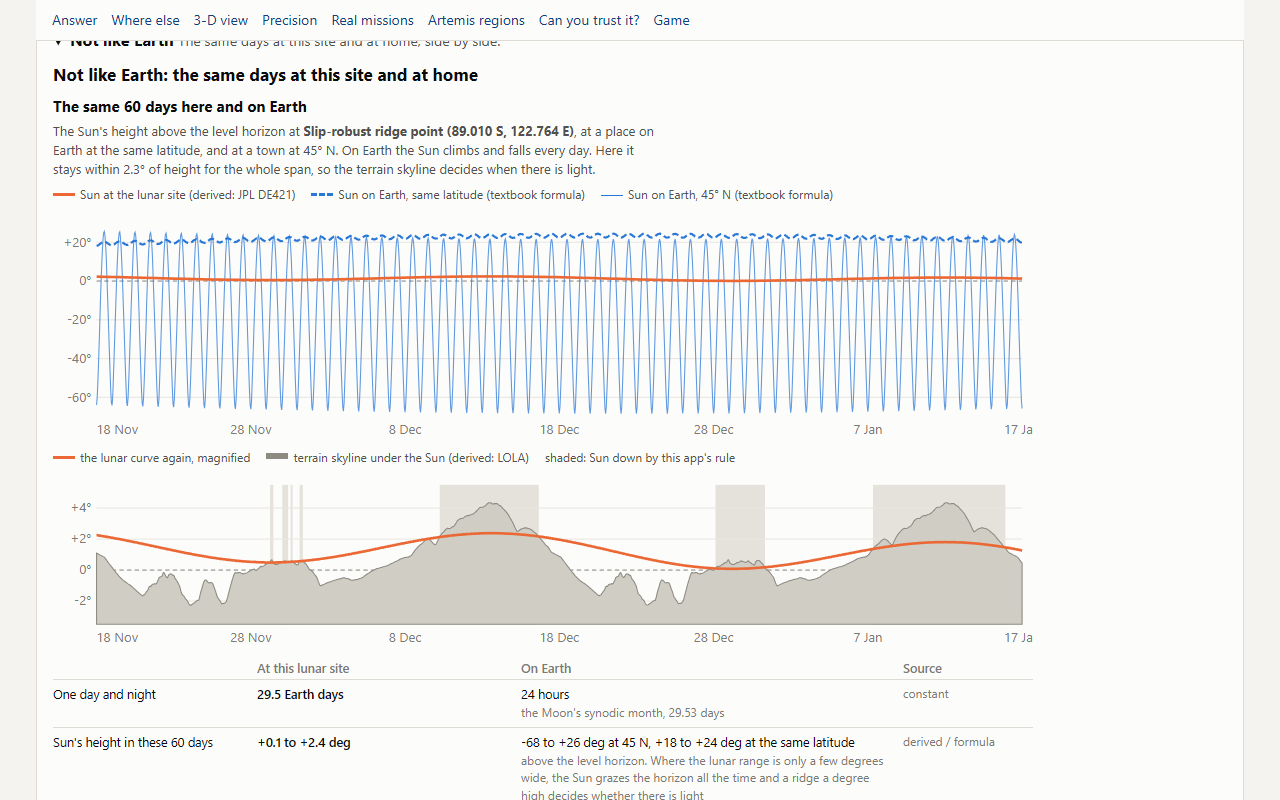 Answer Where else 3-D view Precision Real missions Artemis regions Can you trust it? Game
▾ Not like Earth The same days at this site and at home, side by side.
Not like Earth: the same days at this site and at home
The same 60 days here and on Earth
The Sun's height above the level horizon at Slip-robust ridge point (89.010 S, 122.764 E), at a place on
Earth at the same latitude, and at a town at 45° N. On Earth the Sun climbs and falls every day. Here it
stays within 2.3° of height for the whole span, so the terrain skyline decides when there is light.
Sun at the lunar site (derived: JPL DE421) Sun on Earth, same latitude (textbook formula) Sun on Earth, 45° N (textbook formula)
+20°
0°
-20°
-40°
-60°
18 Nov 28 Nov 8 Dec 18 Dec 28 Dec 7 Jan 17 Ja
the lunar curve again, magnified terrain skyline under the Sun (derived: LOLA) shaded: Sun down by this app's rule
+4°
+2°
0°
-2°
18 Nov 28 Nov 8 Dec 18 Dec 28 Dec 7 Jan 17 Ja
At this lunar site On Earth Source
One day and night 29.5 Earth days 24 hours constant
the Moon's synodic month, 29.53 days
Sun's height in these 60 days +0.1 to +2.4 deg -68 to +26 deg at 45 N, +18 to +24 deg at the same latitude derived / formula
above the level horizon. Where the lunar range is only a few degrees
wide, the Sun grazes the horizon all the time and a ridge a degree
high decides whether there is light